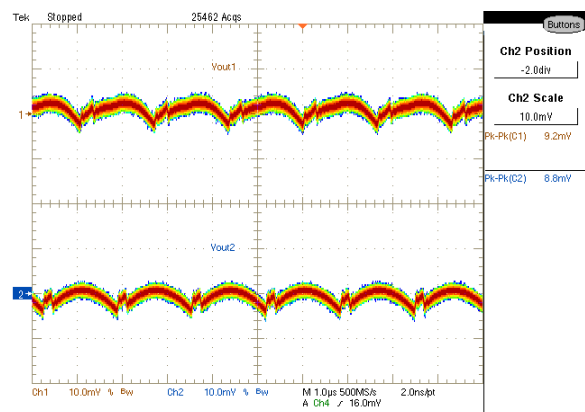 Tek Stopped 25462 Acqs
Buttons
Ch2 Position
-2.0div
Ch2 Scale
10.0mV
Pk-Pk(C1) 9.2mV
Pk-Pk(C2) 8.8mV
Vout1
1
Vout2
2
Ch1 10.0mV % Bw Ch2 10.0mV % Bw M 1.0µs 500MS/s 2.0ns/pt
A Ch4 / 16.0mV